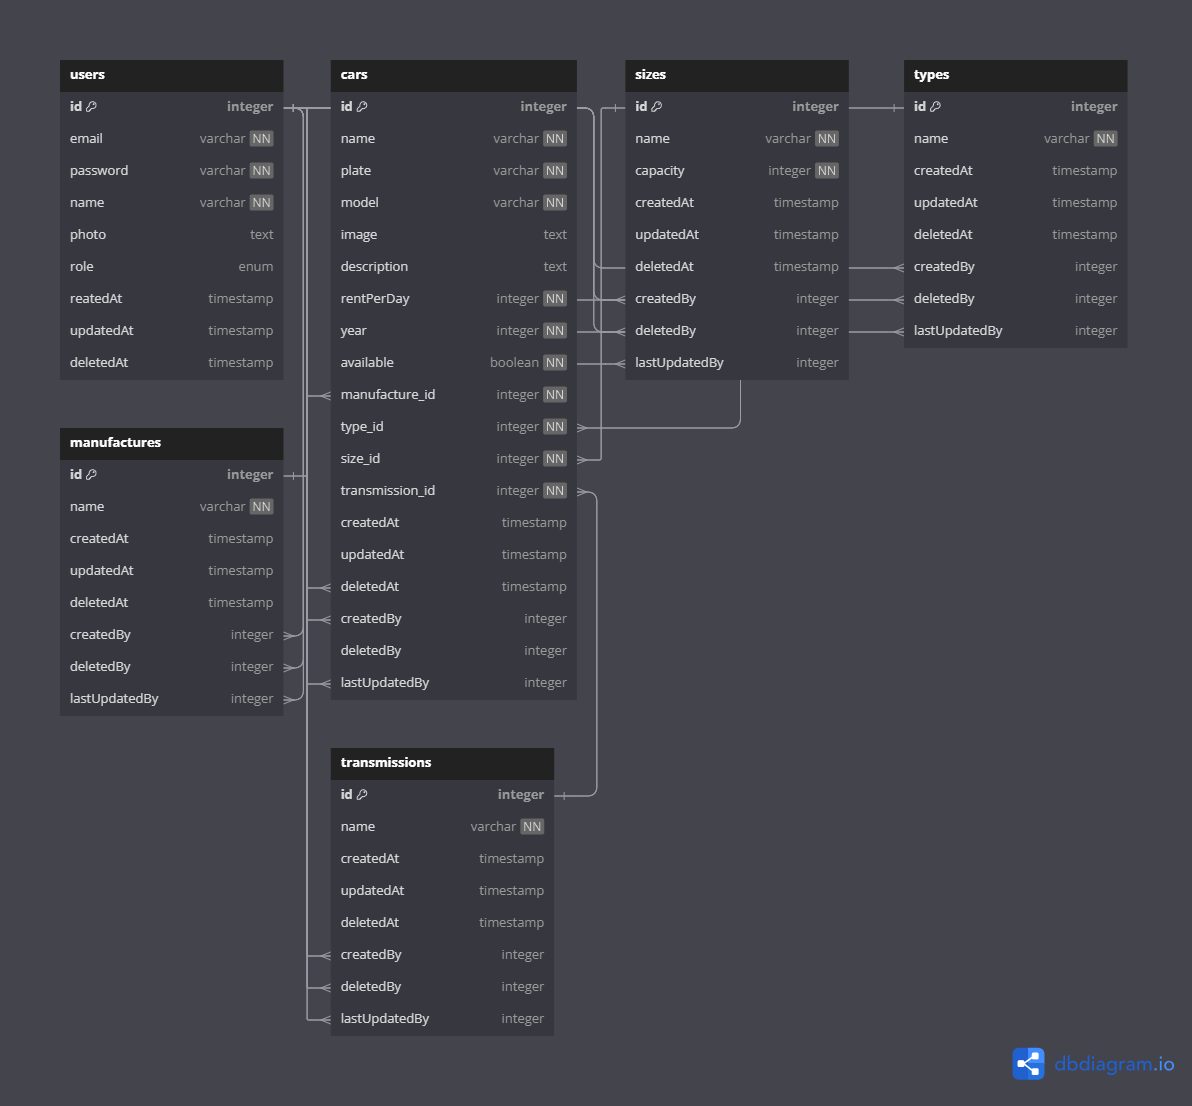 users
id integer
email varchar NN
password varchar NN
name varchar NN
photo text
role enum
reatedAt timestamp
updatedAt timestamp
deletedAt timestamp
cars
id integer
name varchar NN
plate varchar NN
model varchar NN
image text
description text
rentPerDay integer NN
year integer NN
available boolean NN
manufacture_id integer NN
type_id integer NN
size_id integer NN
transmission_id integer NN
createdAt timestamp
updatedAt timestamp
deletedAt timestamp
createdBy integer
deletedBy integer
lastUpdatedBy integer
sizes
id integer
name varchar NN
capacity integer NN
createdAt timestamp
updatedAt timestamp
deletedAt timestamp
createdBy integer
deletedBy integer
lastUpdatedBy integer
types
id integer
name varchar NN
createdAt timestamp
updatedAt timestamp
deletedAt timestamp
createdBy integer
deletedBy integer
lastUpdatedBy integer
manufactures
id integer
name varchar NN
createdAt timestamp
updatedAt timestamp
deletedAt timestamp
createdBy integer
deletedBy integer
lastUpdatedBy integer
transmissions
id integer
name varchar NN
createdAt timestamp
updatedAt timestamp
deletedAt timestamp
createdBy integer
deletedBy integer
lastUpdatedBy integer
dbdiagram.io